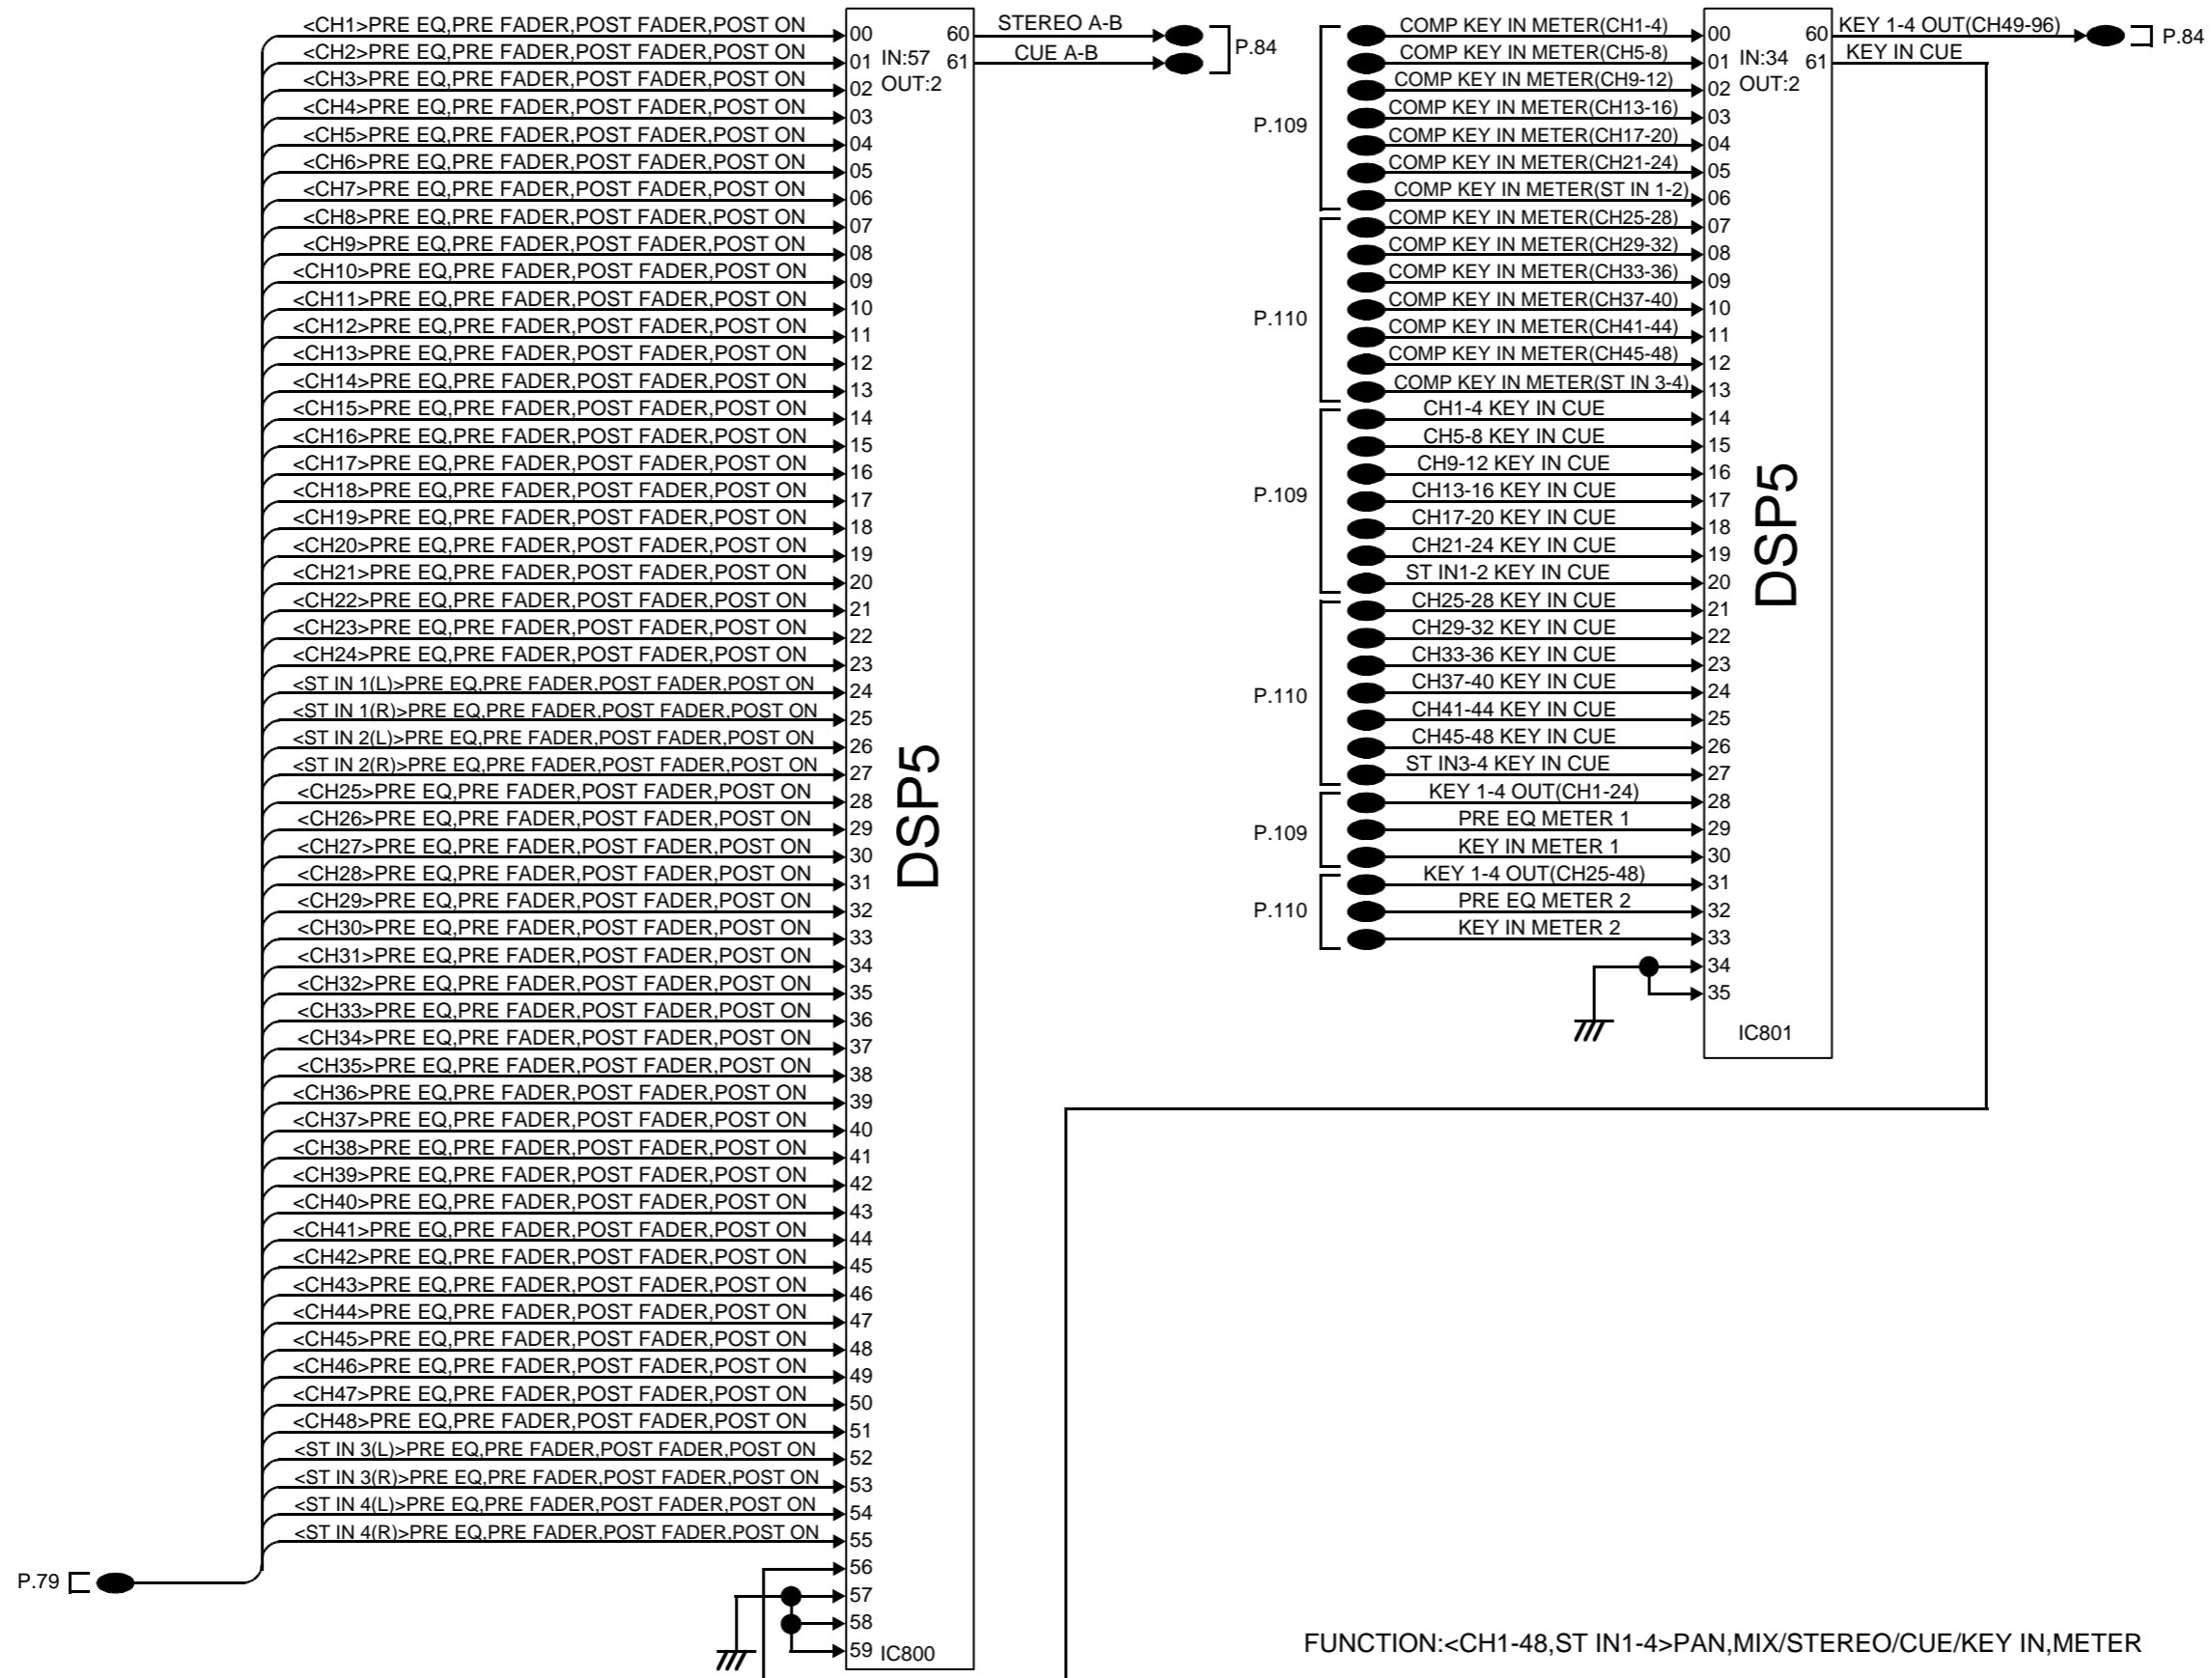 <CH1>PRE EQ,PRE FADER,POST FADER,POST ON
<CH2>PRE EQ,PRE FADER,POST FADER,POST ON
<CH3>PRE EQ,PRE FADER,POST FADER,POST ON
<CH4>PRE EQ,PRE FADER,POST FADER,POST ON
<CH5>PRE EQ,PRE FADER,POST FADER,POST ON
<CH6>PRE EQ,PRE FADER,POST FADER,POST ON
<CH7>PRE EQ,PRE FADER,POST FADER,POST ON
<CH8>PRE EQ,PRE FADER,POST FADER,POST ON
<CH9>PRE EQ,PRE FADER,POST FADER,POST ON
<CH10>PRE EQ,PRE FADER,POST FADER,POST ON
<CH11>PRE EQ,PRE FADER,POST FADER,POST ON
<CH12>PRE EQ,PRE FADER,POST FADER,POST ON
<CH13>PRE EQ,PRE FADER,POST FADER,POST ON
<CH14>PRE EQ,PRE FADER,POST FADER,POST ON
<CH15>PRE EQ,PRE FADER,POST FADER,POST ON
<CH16>PRE EQ,PRE FADER,POST FADER,POST ON
<CH17>PRE EQ,PRE FADER,POST FADER,POST ON
<CH18>PRE EQ,PRE FADER,POST FADER,POST ON
<CH19>PRE EQ,PRE FADER,POST FADER,POST ON
<CH20>PRE EQ,PRE FADER,POST FADER,POST ON
<CH21>PRE EQ,PRE FADER,POST FADER,POST ON
<CH22>PRE EQ,PRE FADER,POST FADER,POST ON
<CH23>PRE EQ,PRE FADER,POST FADER,POST ON
<CH24>PRE EQ,PRE FADER,POST FADER,POST ON
<ST IN 1(L)>PRE EQ,PRE FADER,POST FADER,POST ON
<ST IN 1(R)>PRE EQ,PRE FADER,POST FADER,POST ON
<ST IN 2(L)>PRE EQ,PRE FADER,POST FADER,POST ON
<ST IN 2(R)>PRE EQ,PRE FADER,POST FADER,POST ON
<CH25>PRE EQ,PRE FADER,POST FADER,POST ON
<CH26>PRE EQ,PRE FADER,POST FADER,POST ON
<CH27>PRE EQ,PRE FADER,POST FADER,POST ON
<CH28>PRE EQ,PRE FADER,POST FADER,POST ON
<CH29>PRE EQ,PRE FADER,POST FADER,POST ON
<CH30>PRE EQ,PRE FADER,POST FADER,POST ON
<CH31>PRE EQ,PRE FADER,POST FADER,POST ON
<CH32>PRE EQ,PRE FADER,POST FADER,POST ON
<CH33>PRE EQ,PRE FADER,POST FADER,POST ON
<CH34>PRE EQ,PRE FADER,POST FADER,POST ON
<CH35>PRE EQ,PRE FADER,POST FADER,POST ON
<CH36>PRE EQ,PRE FADER,POST FADER,POST ON
<CH37>PRE EQ,PRE FADER,POST FADER,POST ON
<CH38>PRE EQ,PRE FADER,POST FADER,POST ON
<CH39>PRE EQ,PRE FADER,POST FADER,POST ON
<CH40>PRE EQ,PRE FADER,POST FADER,POST ON
<CH41>PRE EQ,PRE FADER,POST FADER,POST ON
<CH42>PRE EQ,PRE FADER,POST FADER,POST ON
<CH43>PRE EQ,PRE FADER,POST FADER,POST ON
<CH44>PRE EQ,PRE FADER,POST FADER,POST ON
<CH45>PRE EQ,PRE FADER,POST FADER,POST ON
<CH46>PRE EQ,PRE FADER,POST FADER,POST ON
<CH47>PRE EQ,PRE FADER,POST FADER,POST ON
<CH48>PRE EQ,PRE FADER,POST FADER,POST ON
<ST IN 3(L)>PRE EQ,PRE FADER,POST FADER,POST ON
<ST IN 3(R)>PRE EQ,PRE FADER,POST FADER,POST ON
<ST IN 4(L)>PRE EQ,PRE FADER,POST FADER,POST ON
<ST IN 4(R)>PRE EQ,PRE FADER,POST FADER,POST ON
P.79
00
01
02
03
04
05
06
07
08
09
10
11
12
13
14
15
16
17
18
19
20
21
22
23
24
25
26
27
28
29
30
31
32
33
34
35
36
37
38
39
40
41
42
43
44
45
46
47
48
49
50
51
52
53
54
55
56
57
58
59
IN:57
OUT:2
60
61
DSP5
IC800
STEREO A-B
CUE A-B
P.84
P.109
P.110
P.109
P.110
P.109
P.110
COMP KEY IN METER(CH1-4)
COMP KEY IN METER(CH5-8)
COMP KEY IN METER(CH9-12)
COMP KEY IN METER(CH13-16)
COMP KEY IN METER(CH17-20)
COMP KEY IN METER(CH21-24)
COMP KEY IN METER(ST IN 1-2)
COMP KEY IN METER(CH25-28)
COMP KEY IN METER(CH29-32)
COMP KEY IN METER(CH33-36)
COMP KEY IN METER(CH37-40)
COMP KEY IN METER(CH41-44)
COMP KEY IN METER(CH45-48)
COMP KEY IN METER(ST IN 3-4)
CH1-4 KEY IN CUE
CH5-8 KEY IN CUE
CH9-12 KEY IN CUE
CH13-16 KEY IN CUE
CH17-20 KEY IN CUE
CH21-24 KEY IN CUE
ST IN1-2 KEY IN CUE
CH25-28 KEY IN CUE
CH29-32 KEY IN CUE
CH33-36 KEY IN CUE
CH37-40 KEY IN CUE
CH41-44 KEY IN CUE
CH45-48 KEY IN CUE
ST IN3-4 KEY IN CUE
KEY 1-4 OUT(CH1-24)
PRE EQ METER 1
KEY IN METER 1
KEY 1-4 OUT(CH25-48)
PRE EQ METER 2
KEY IN METER 2
00
01
02
03
04
05
06
07
08
09
10
11
12
13
14
15
16
17
18
19
20
21
22
23
24
25
26
27
28
29
30
31
32
33
34
35
IN:34
OUT:2
60
61
DSP5
IC801
KEY 1-4 OUT(CH49-96)
KEY IN CUE
P.84
FUNCTION:<CH1-48,ST IN1-4>PAN,MIX/STEREO/CUE/KEY IN,METER